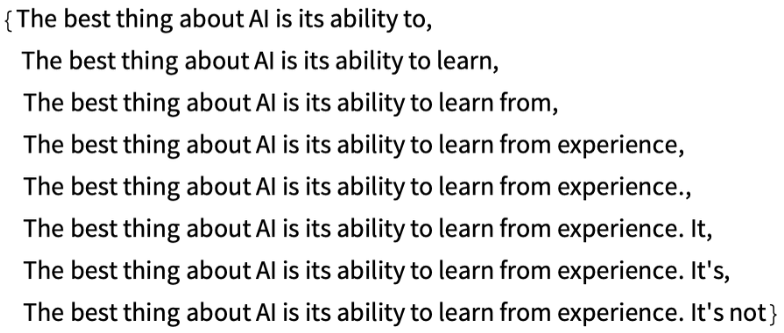 {The best thing about AI is its ability to,
The best thing about AI is its ability to learn,
The best thing about AI is its ability to learn from,
The best thing about AI is its ability to learn from experience,
The best thing about AI is its ability to learn from experience.,
The best thing about AI is its ability to learn from experience. It,
The best thing about AI is its ability to learn from experience. It's,
The best thing about AI is its ability to learn from experience. It's not}